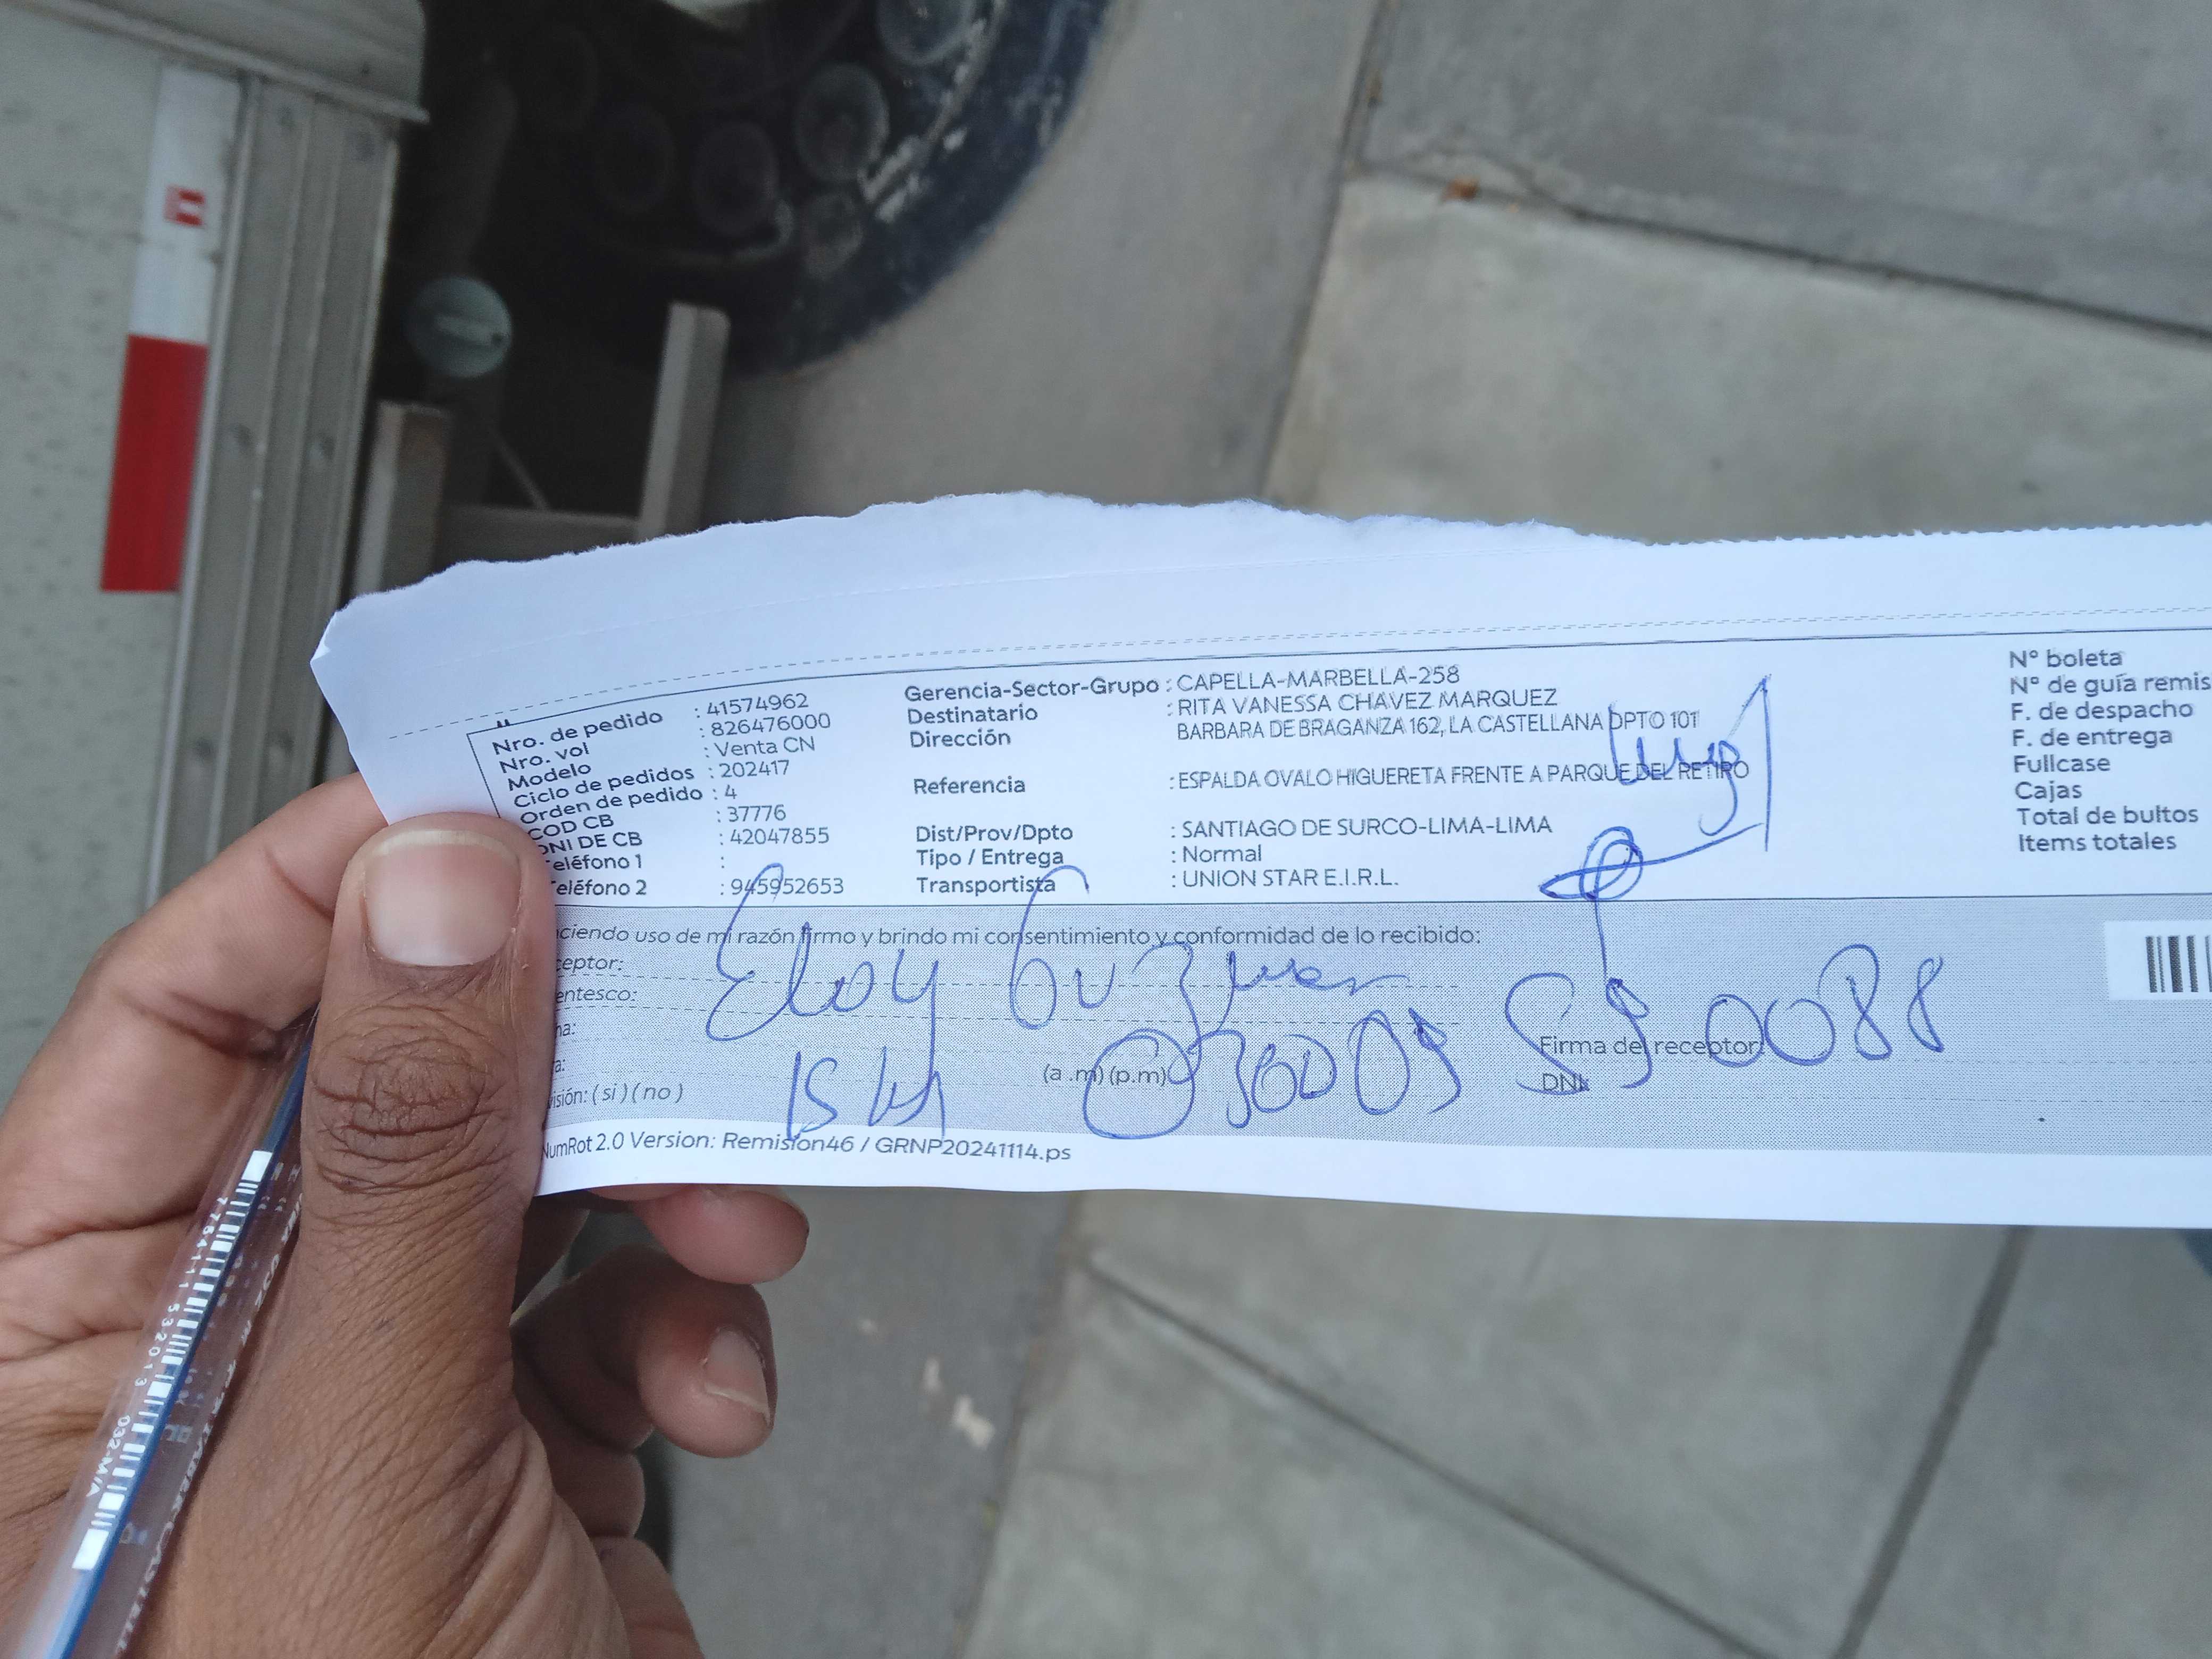 Nro. de pedido : 41574962
Nro. vol : 826476000
Modelo : Venta CN
Ciclo de pedidos : 202417
Orden de pedido : 4
COD CB : 37776
DNI DE CB : 42047855
eléfono 1 :
eléfono 2 : 945952653
Gerencia-Sector-Grupo : CAPELLA-MARBELLA-258
Destinatario : RITA VANESSA CHAVEZ MARQUEZ
Dirección BARBARA DE BRAGANZA 162, LA CASTELLANA DPTO 101
Referencia : ESPALDA OVALO HIGUERETA FRENTE A PARQUE DEL RETIRO
Dist/Prov/Dpto : SANTIAGO DE SURCO-LIMA-LIMA
Tipo / Entrega : Normal
Transportista : UNION STAR E.I.R.L.
N° boleta
N° de guía remis
F. de despacho
F. de entrega
Fullcase
Cajas
Total de bultos
Items totales
ciendo uso de mi razón firmo y brindo mi consentimiento y conformidad de lo recibido:
ceptor:
entesco:
na:
a:
isión: ( si ) ( no )
Eloy Guzman
(a .m) (p.m)
Firma del receptor:
DNI:
NumRot 2.0 Version: Remision46 / GRNP20241114.ps
032-M/A